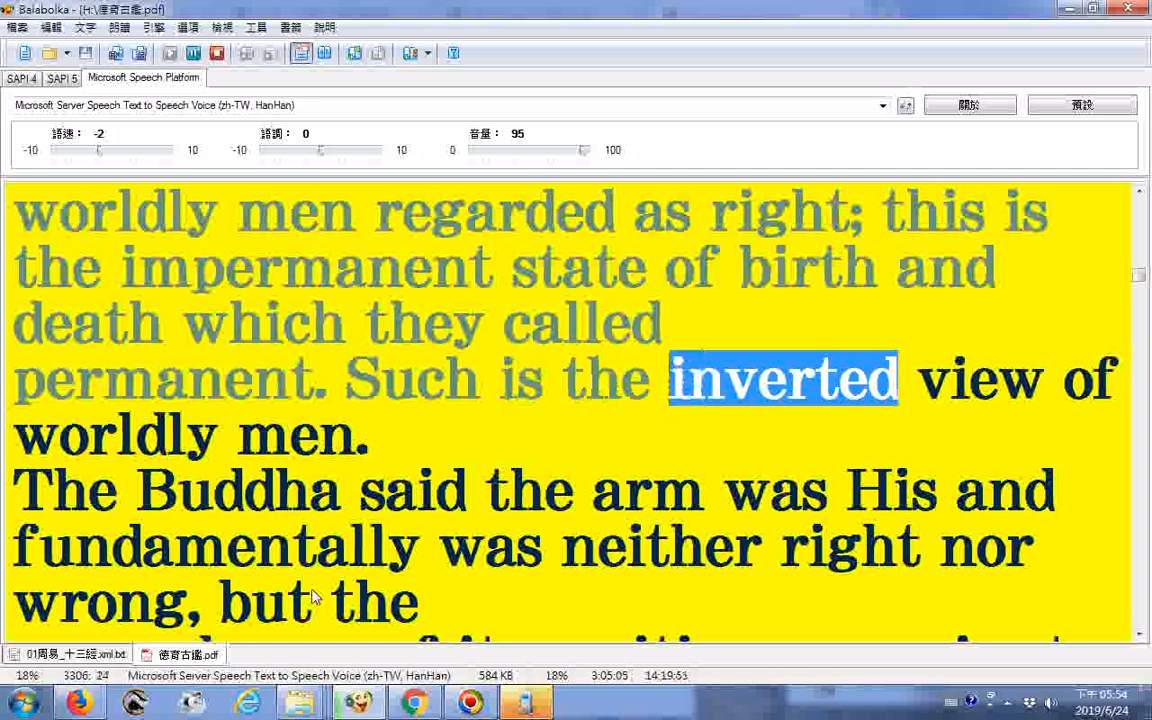 Balabolka - [H:\德育古鑑.pdf]
檔案 編輯 文字 朗讀 引擎 選項 檢視 工具 書籤 說明
SAPI 4 SAPI 5 Microsoft Speech Platform
Microsoft Server Speech Text to Speech Voice (zh-TW, HanHan) 關於 預設
語速： -2 語調： 0 音量： 95
-10 10 -10 10 0 100
worldly men regarded as right; this is
the impermanent state of birth and
death which they called
permanent. Such is the inverted view of
worldly men.
The Buddha said the arm was His and
fundamentally was neither right nor
wrong, but the
01周易_十三經.xml.txt 德育古鑑.pdf
18% 3306: 24 Microsoft Server Speech Text to Speech Voice (zh-TW, HanHan) 584 KB 18% 3:05:05 14:19:51
下午 05:54
2019/6/24